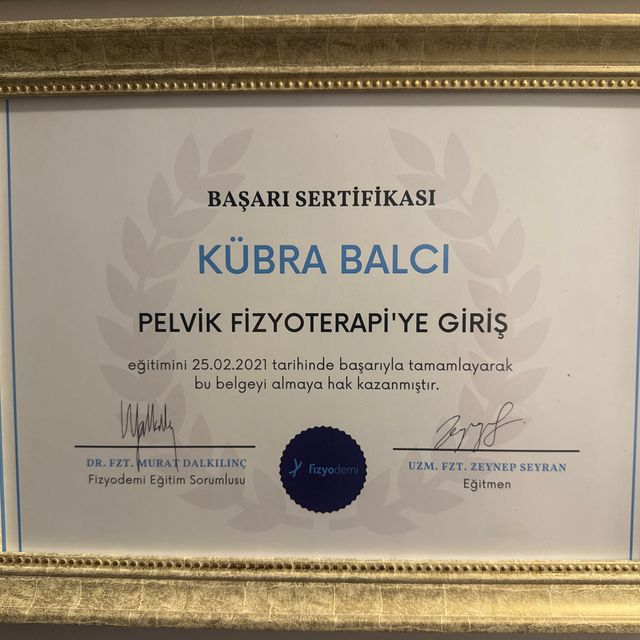 BAŞARI SERTİFİKASI
KÜBRA BALCI
PELVİK FİZYOTERAPİ'YE GİRİŞ
eğitimini 25.02.2021 tarihinde başarıyla tamamlayarak
bu belgeyi almaya hak kazanmıştır.
DR. FZT. MURAT DALKILINÇ
Fizyodemi Eğitim Sorumlusu
fizyodemi
UZM. FZT. ZEYNEP SEYRAN
Eğitmen